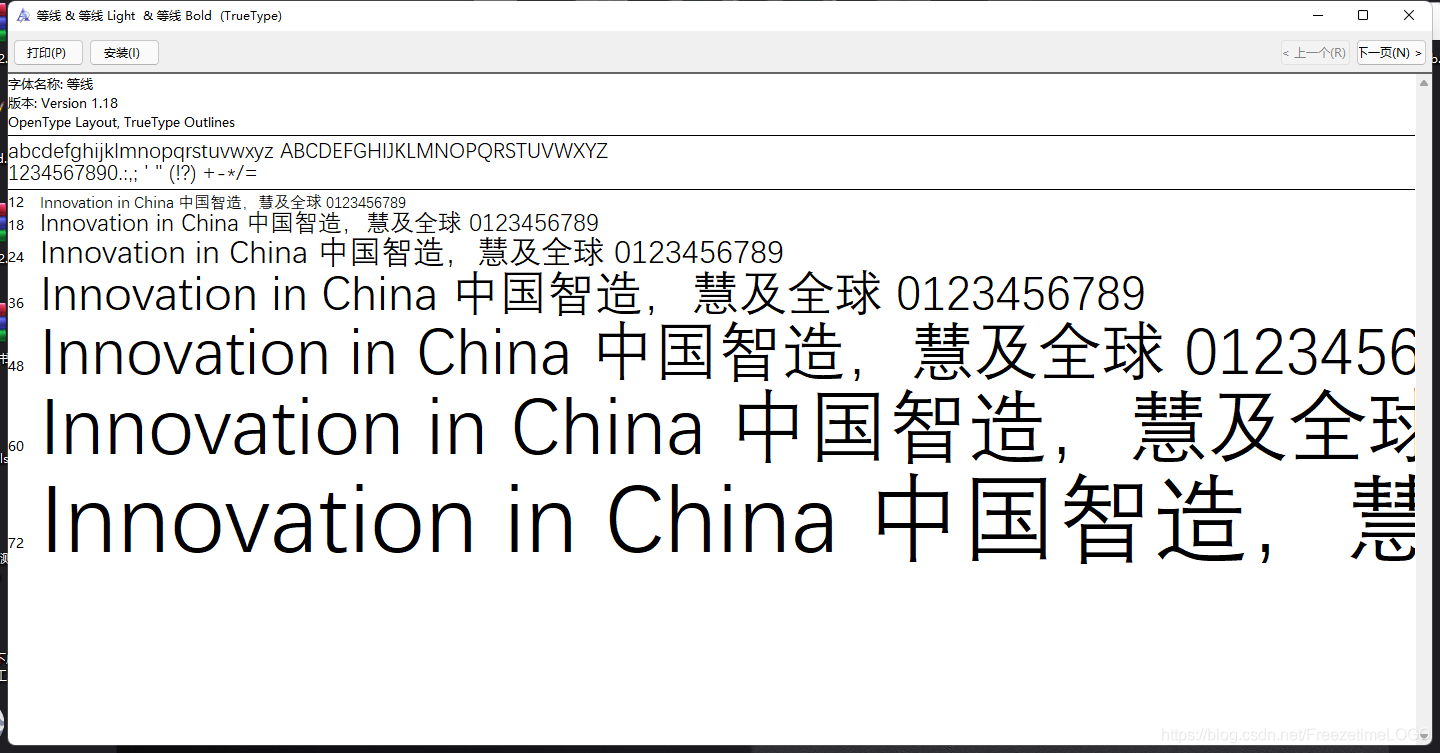 等线 & 等线 Light & 等线 Bold (TrueType)
打印(P) 安装(I) < 上一个(R) 下一页(N) >
字体名称: 等线
版本: Version 1.18
OpenType Layout, TrueType Outlines
abcdefghijklmnopqrstuvwxyz ABCDEFGHIJKLMNOPQRSTUVWXYZ
1234567890.:,; ' " (!?) +-*/=
12 Innovation in China 中国智造，慧及全球 0123456789
18 Innovation in China 中国智造，慧及全球 0123456789
24 Innovation in China 中国智造，慧及全球 0123456789
36 Innovation in China 中国智造，慧及全球 0123456789
48 Innovation in China 中国智造，慧及全球 0123456
60 Innovation in China 中国智造，慧及全球
72 Innovation in China 中国智造，慧